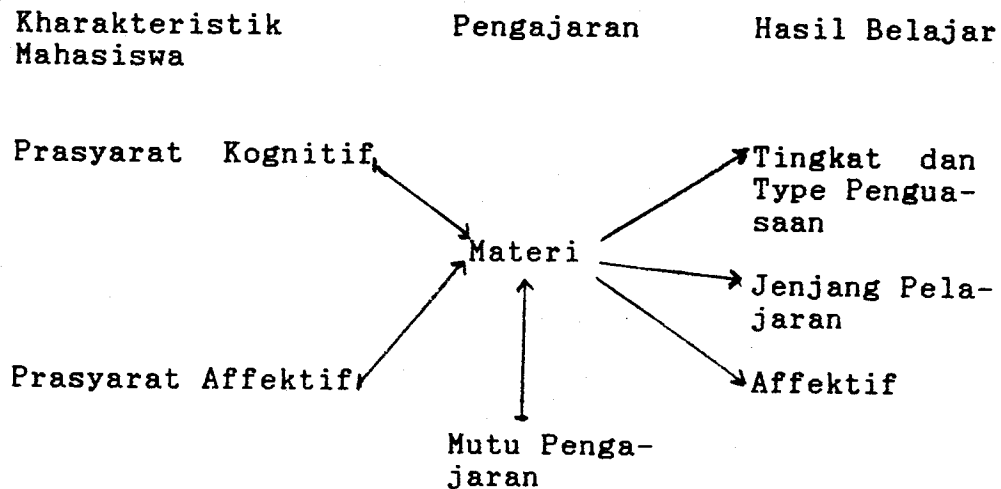 Kharakteristik
Mahasiswa
Pengajaran
Hasil Belajar
Prasyarat Kognitif
Prasyarat Affektif
Materi
Mutu Penga-
jaran
Tingkat dan
Type Pengua-
saan
Jenjang Pela-
jaran
Affektif